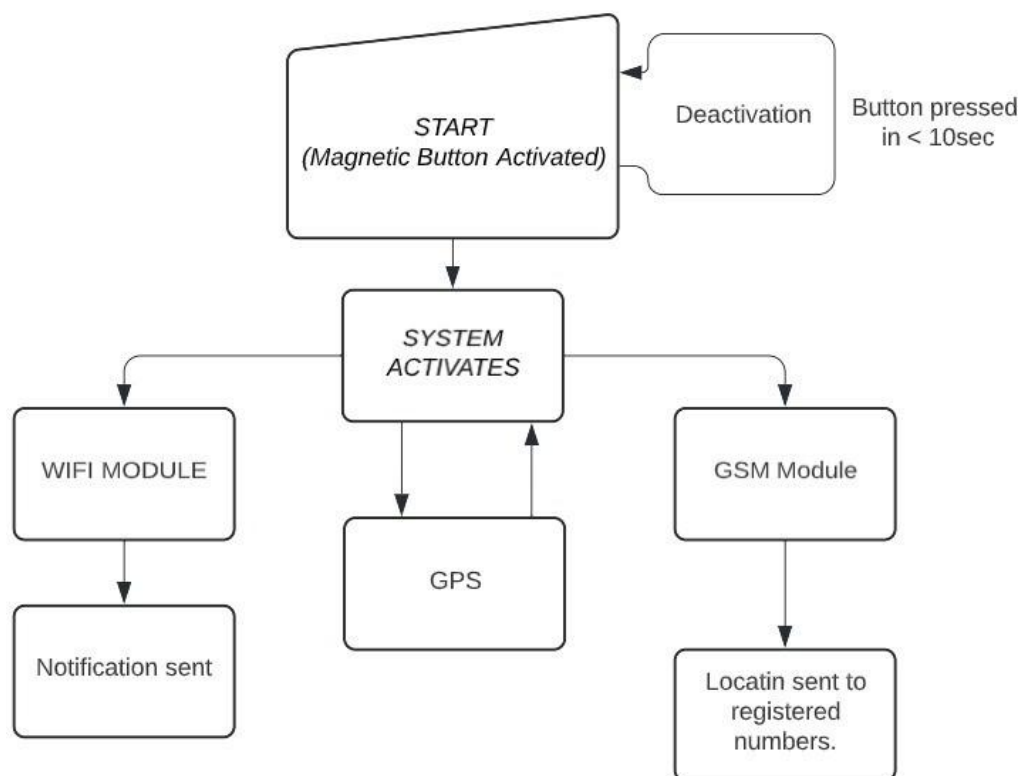 START
(Magnetic Button Activated)
Deactivation
Button pressed
in < 10sec
SYSTEM
ACTIVATES
WIFI MODULE
GSM Module
GPS
Notification sent
Locatin sent to
registered
numbers.